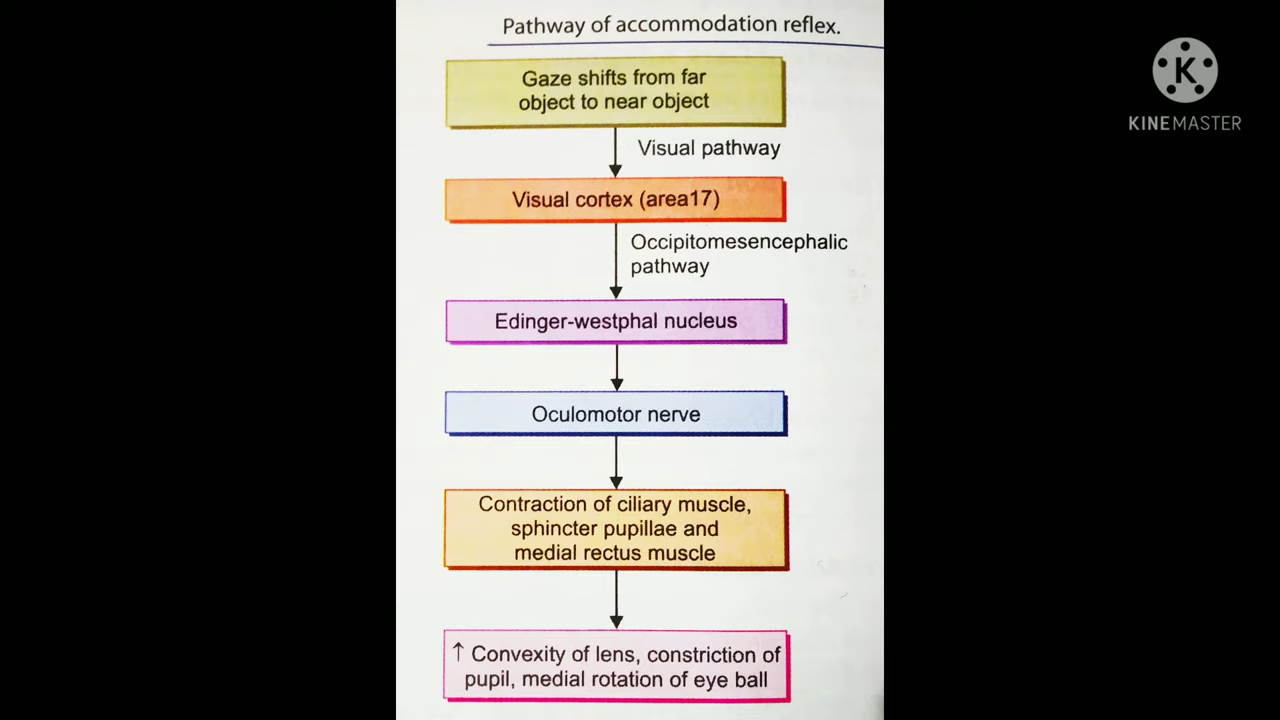 Pathway of accommodation reflex.
Gaze shifts from far
object to near object
Visual pathway
Visual cortex (area17)
Occipitomesencephalic
pathway
Edinger-westphal nucleus
Oculomotor nerve
Contraction of ciliary muscle,
sphincter pupillae and
medial rectus muscle
↑ Convexity of lens, constriction of
pupil, medial rotation of eye ball
K
KINEMASTER